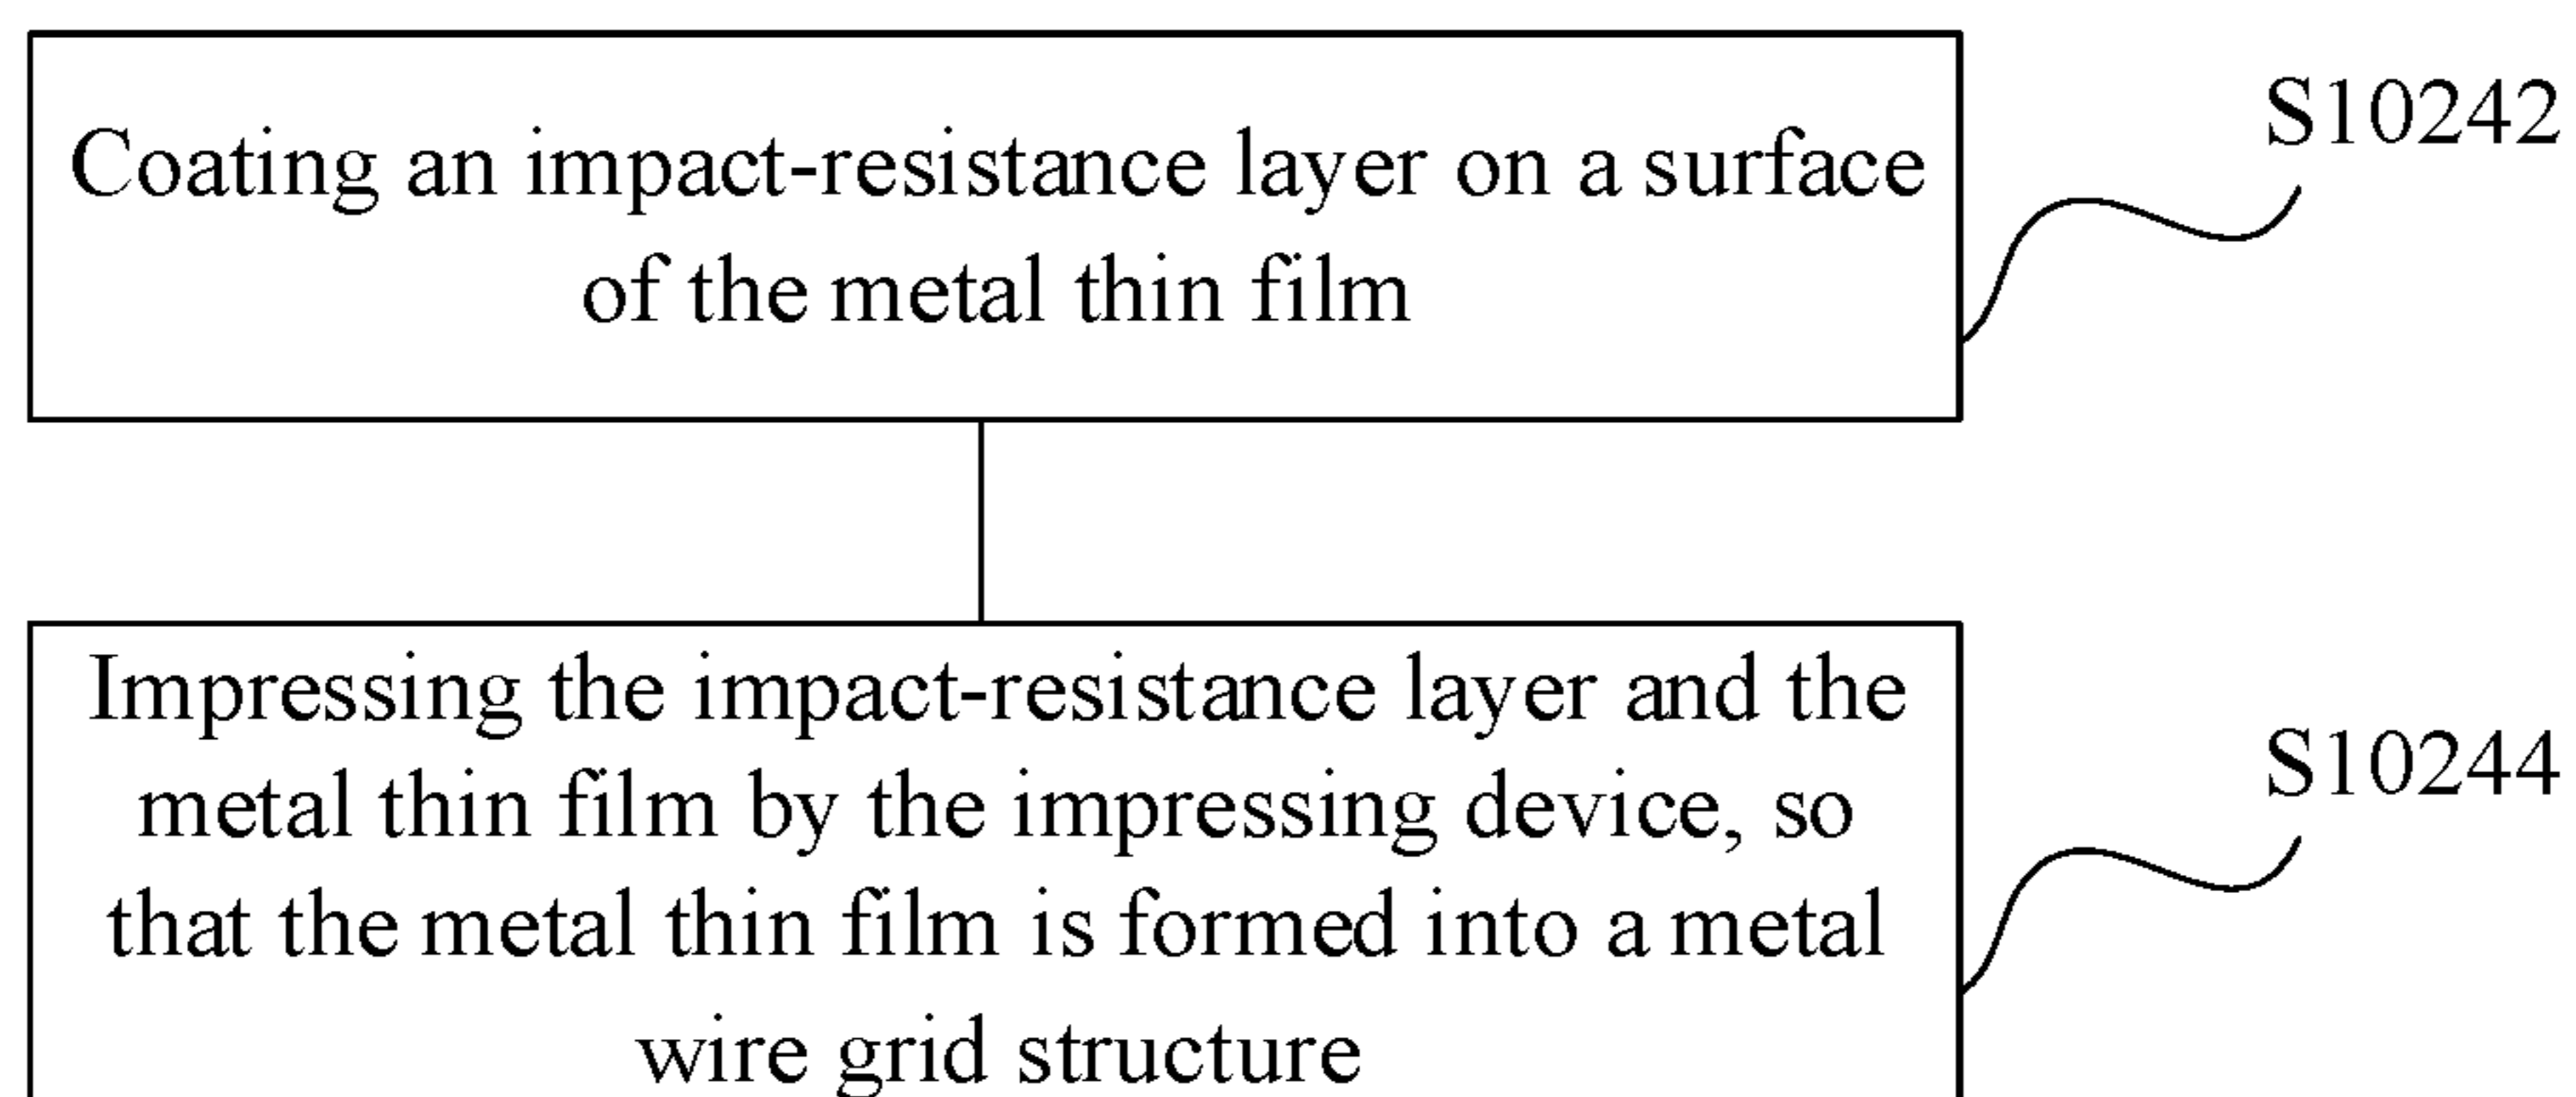 Coating an impact-resistance layer on a surface
of the metal thin film
S10242
Impressing the impact-resistance layer and the
metal thin film by the impressing device, so
that the metal thin film is formed into a metal
wire grid structure
S10244